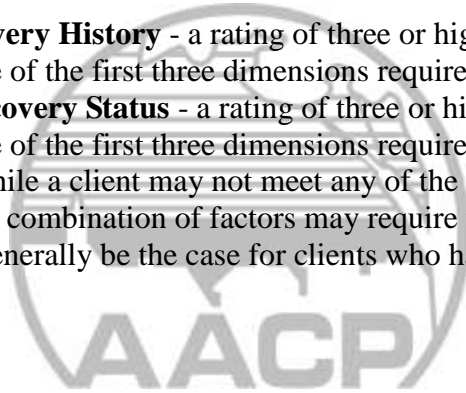 very History - a rating of three or hig
e of the first three dimensions require
covery Status - a rating of three or hi
e of the first three dimensions require
hile a client may not meet any of the
combination of factors may require
enerally be the case for clients who h
AACP